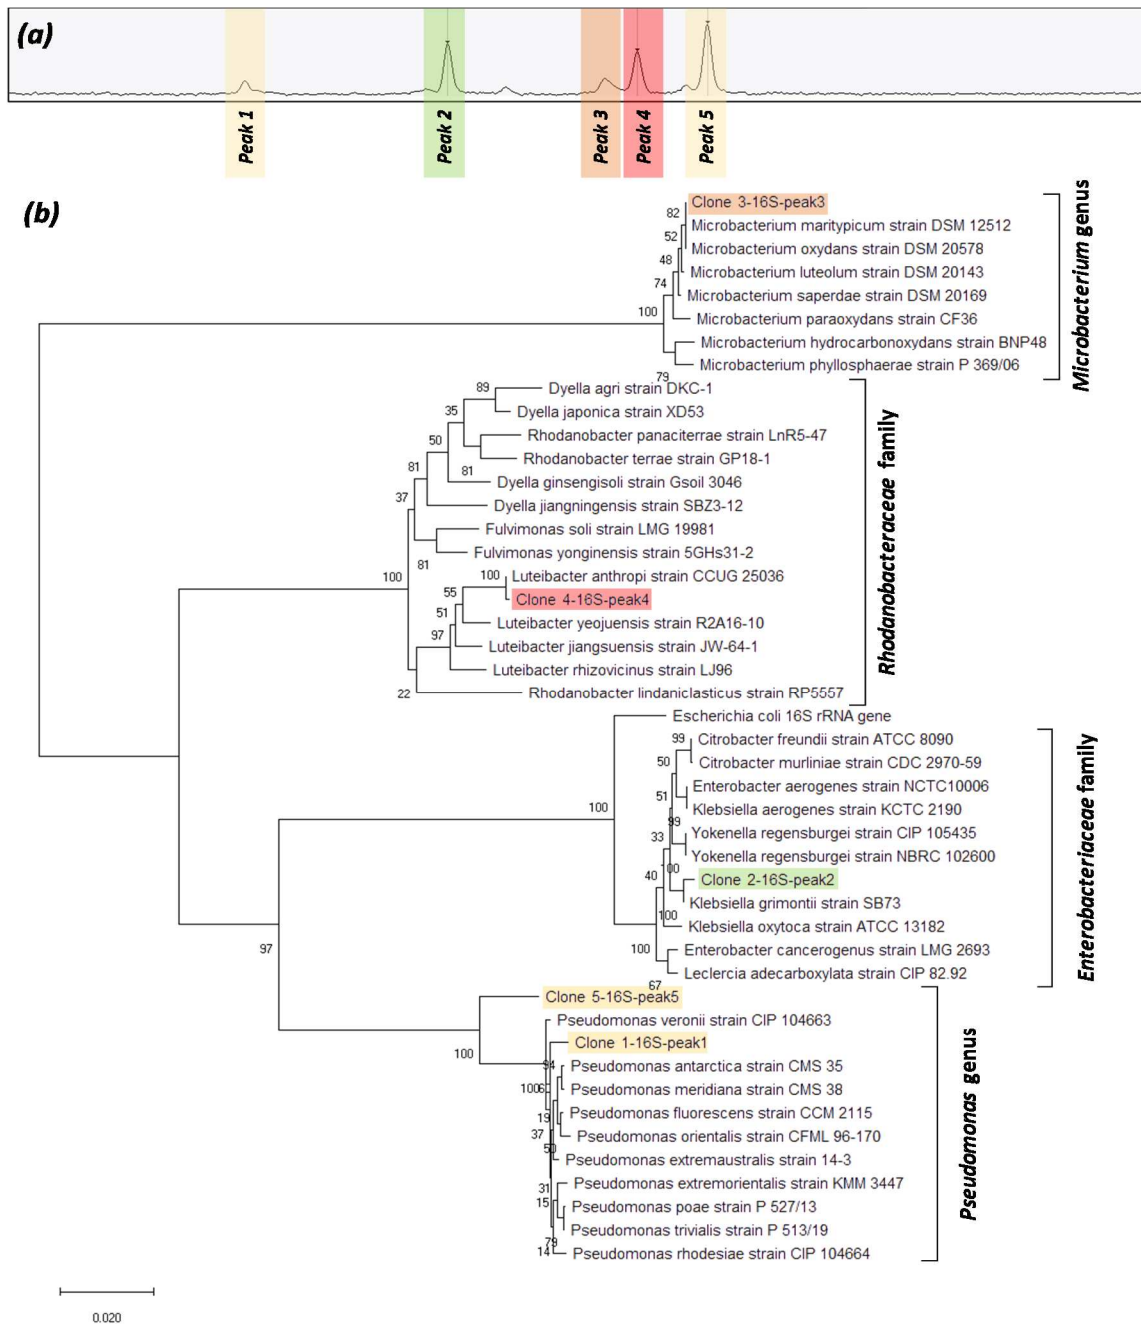 (a)
Peak 1
Peak 2
Peak 3
Peak 4
Peak 5
(b)
Clone 3-16S-peak3
82
Microbacterium maritypicum strain DSM 12512
52
Microbacterium oxydans strain DSM 20578
48
Microbacterium luteolum strain DSM 20143
74
Microbacterium saperdae strain DSM 20169
100
Microbacterium paraoxydans strain CF36
Microbacterium hydrocarbonoxydans strain BNP48
Microbacterium phyllosphaerae strain P 369/06
79
Microbacterium genus
89
Dyella agri strain DKC-1
35
Dyella japonica strain XD53
50
Rhodanobacter panaciterrae strain LnR5-47
81
Rhodanobacter terrae strain GP18-1
81
Dyella ginsengisoli strain Gsoil 3046
37
Dyella jiangningensis strain SBZ3-12
Fulvimonas soli strain LMG 19981
Fulvimonas yonginensis strain 5GHs31-2
81
100
100
Luteibacter anthropi strain CCUG 25036
55
Clone 4-16S-peak4
51
Luteibacter yeojuensis strain R2A16-10
97
Luteibacter jiangsuensis strain JW-64-1
Luteibacter rhizovicinus strain LJ96
22
Rhodanobacter lindaniclasticus strain RP5557
Rhodanobacteraceae family
Escherichia coli 16S rRNA gene
99
Citrobacter freundii strain ATCC 8090
50
Citrobacter murliniae strain CDC 2970-59
51
Enterobacter aerogenes strain NCTC10006
100
Klebsiella aerogenes strain KCTC 2190
99
33
Yokenella regensburgei strain CIP 105435
Yokenella regensburgei strain NBRC 102600
100
40
Clone 2-16S-peak2
Klebsiella grimontii strain SB73
100
Klebsiella oxytoca strain ATCC 13182
100
Enterobacter cancerogenus strain LMG 2693
Leclercia adecarboxylata strain CIP 82.92
67
Enterobacteriaceae family
97
Clone 5-16S-peak5
Pseudomonas veronii strain CIP 104663
Clone 1-16S-peak1
100
94
Pseudomonas antarctica strain CMS 35
100
Pseudomonas meridiana strain CMS 38
19
Pseudomonas fluorescens strain CCM 2115
37
Pseudomonas orientalis strain CFML 96-170
50
Pseudomonas extremaustralis strain 14-3
31
Pseudomonas extremorientalis strain KMM 3447
15
Pseudomonas poae strain P 527/13
Pseudomonas trivialis strain P 513/19
79
14
Pseudomonas rhodesiae strain CIP 104664
Pseudomonas genus
0.020